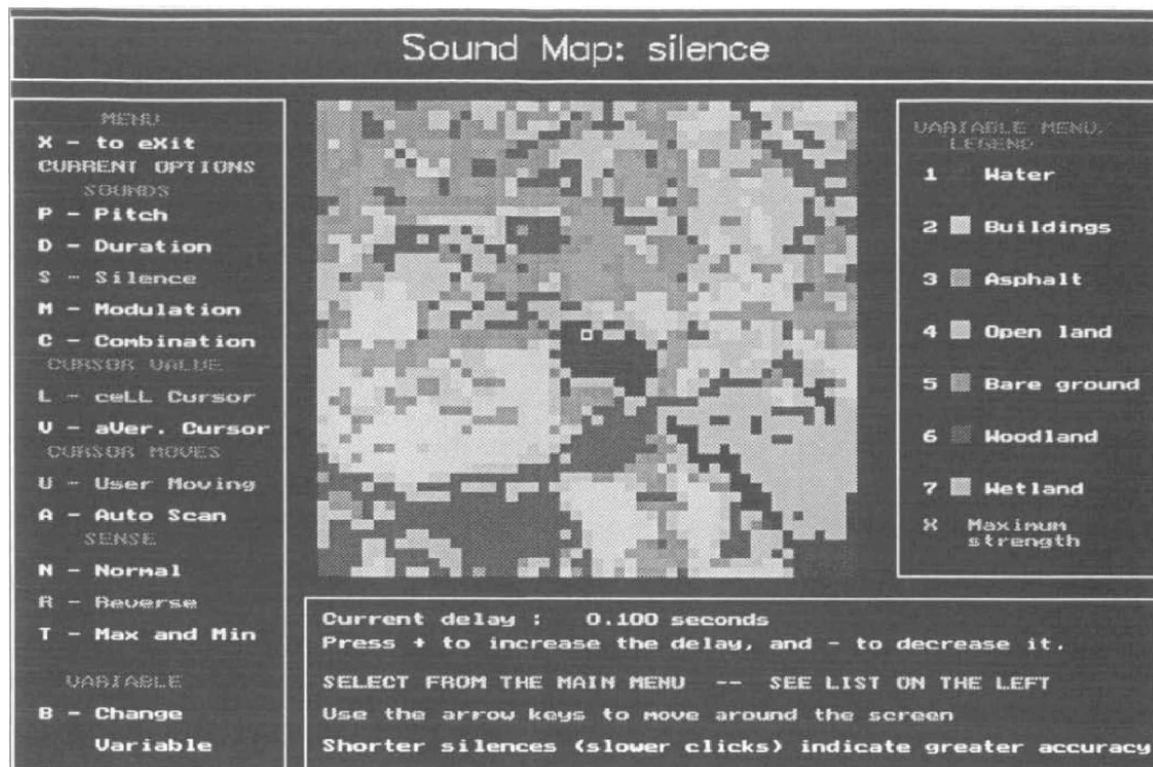 Sound Map: silence
MENU
X - to eXit
CURRENT OPTIONS
SOUNDS
P - Pitch
D - Duration
S - Silence
M - Modulation
C - Combination
CURSOR VALUE
L - ceLL Cursor
V - aVer. Cursor
CURSOR MOVES
U - User Moving
A - Auto Scan
SENSE
N - Normal
R - Reverse
T - Max and Min
VARIABLE
B - Change
Variable
VARIABLE MENU/
LEGEND
1 Water
2 Buildings
3 Asphalt
4 Open land
5 Bare ground
6 Woodland
7 Wetland
X Maximum
strength
Current delay : 0.100 seconds
Press + to increase the delay, and - to decrease it.
SELECT FROM THE MAIN MENU -- SEE LIST ON THE LEFT
Use the arrow keys to move around the screen
Shorter silences (slower clicks) indicate greater accuracy